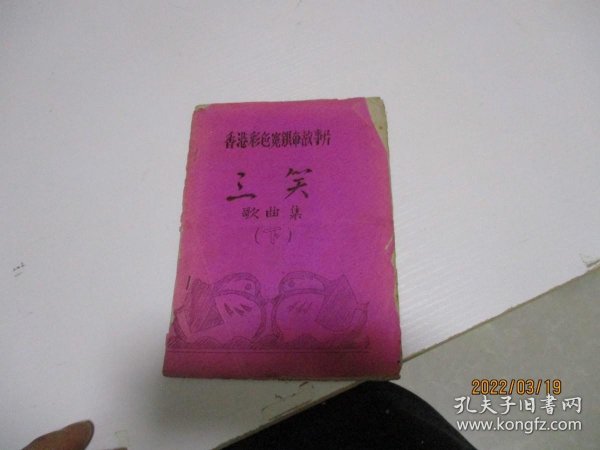 香港彩色宽银幕故事片
三笑
歌曲集
(下)
2022/03/19
孔夫子旧书网
www.kongfz.com